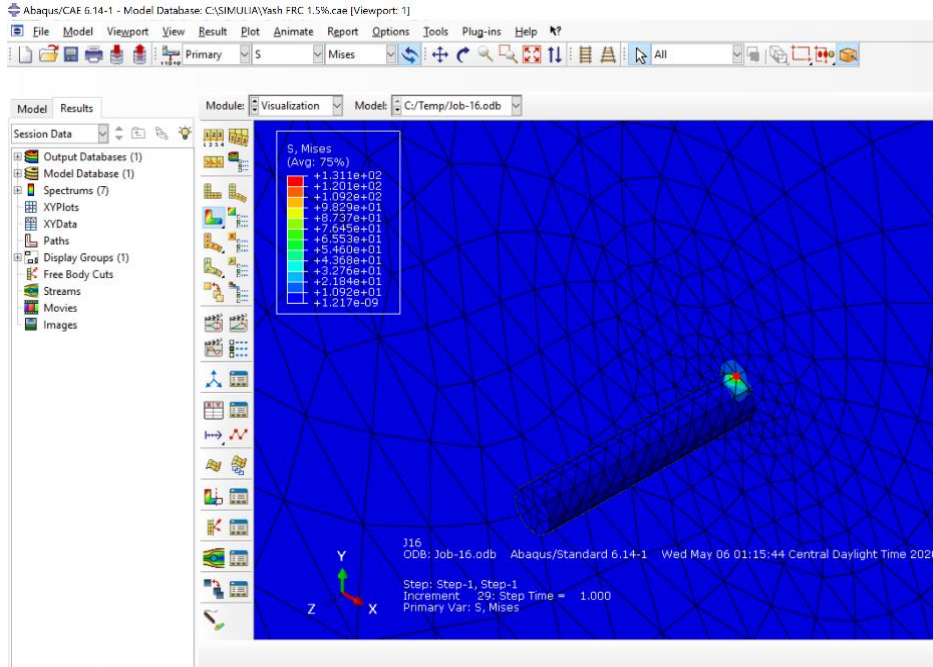 Abaqus/CAE 6.14-1 - Model Database: C:\SIMULIA\Yash FRC 1.5%.cae [Viewport: 1]
File Model Viewport View Result Plot Animate Report Options Tools Plug-ins Help
Primary S Mises All
Model Results
Module: Visualization Model: C:/Temp/Job-16.odb
Session Data
Output Databases (1)
Model Database (1)
Spectrums (7)
XYPlots
XYData
Paths
Display Groups (1)
Free Body Cuts
Streams
Movies
Images
S, Mises
(Avg: 75%)
+1.311e+02
+1.201e+02
+1.092e+02
+9.829e+01
+8.737e+01
+7.645e+01
+6.553e+01
+5.460e+01
+4.368e+01
+3.276e+01
+2.184e+01
+1.092e+01
+1.217e-09
J16
ODB: Job-16.odb Abaqus/Standard 6.14-1 Wed May 06 01:15:44 Central Daylight Time 2020
Step: Step-1, Step-1
Increment 29: Step Time = 1.000
Primary Var: S, Mises
Y
Z X